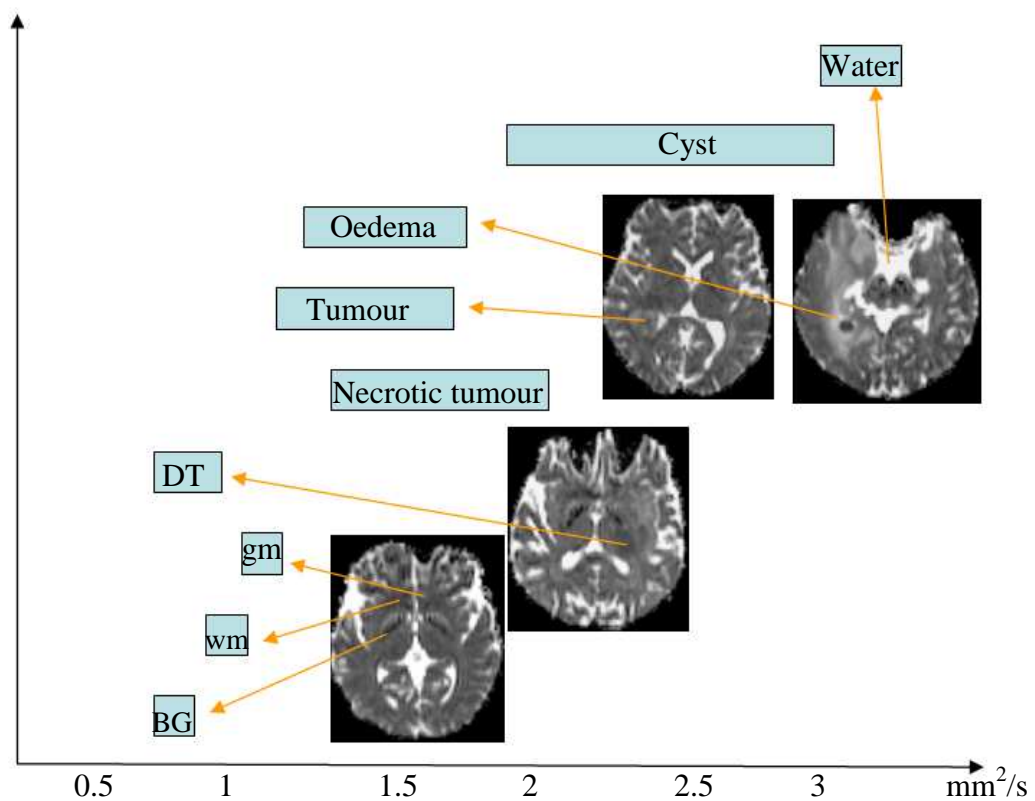 Water
Cyst
Oedema
Tumour
Necrotic tumour
DT
gm
wm
BG
0.5 1 1.5 2 2.5 3 mm²/s